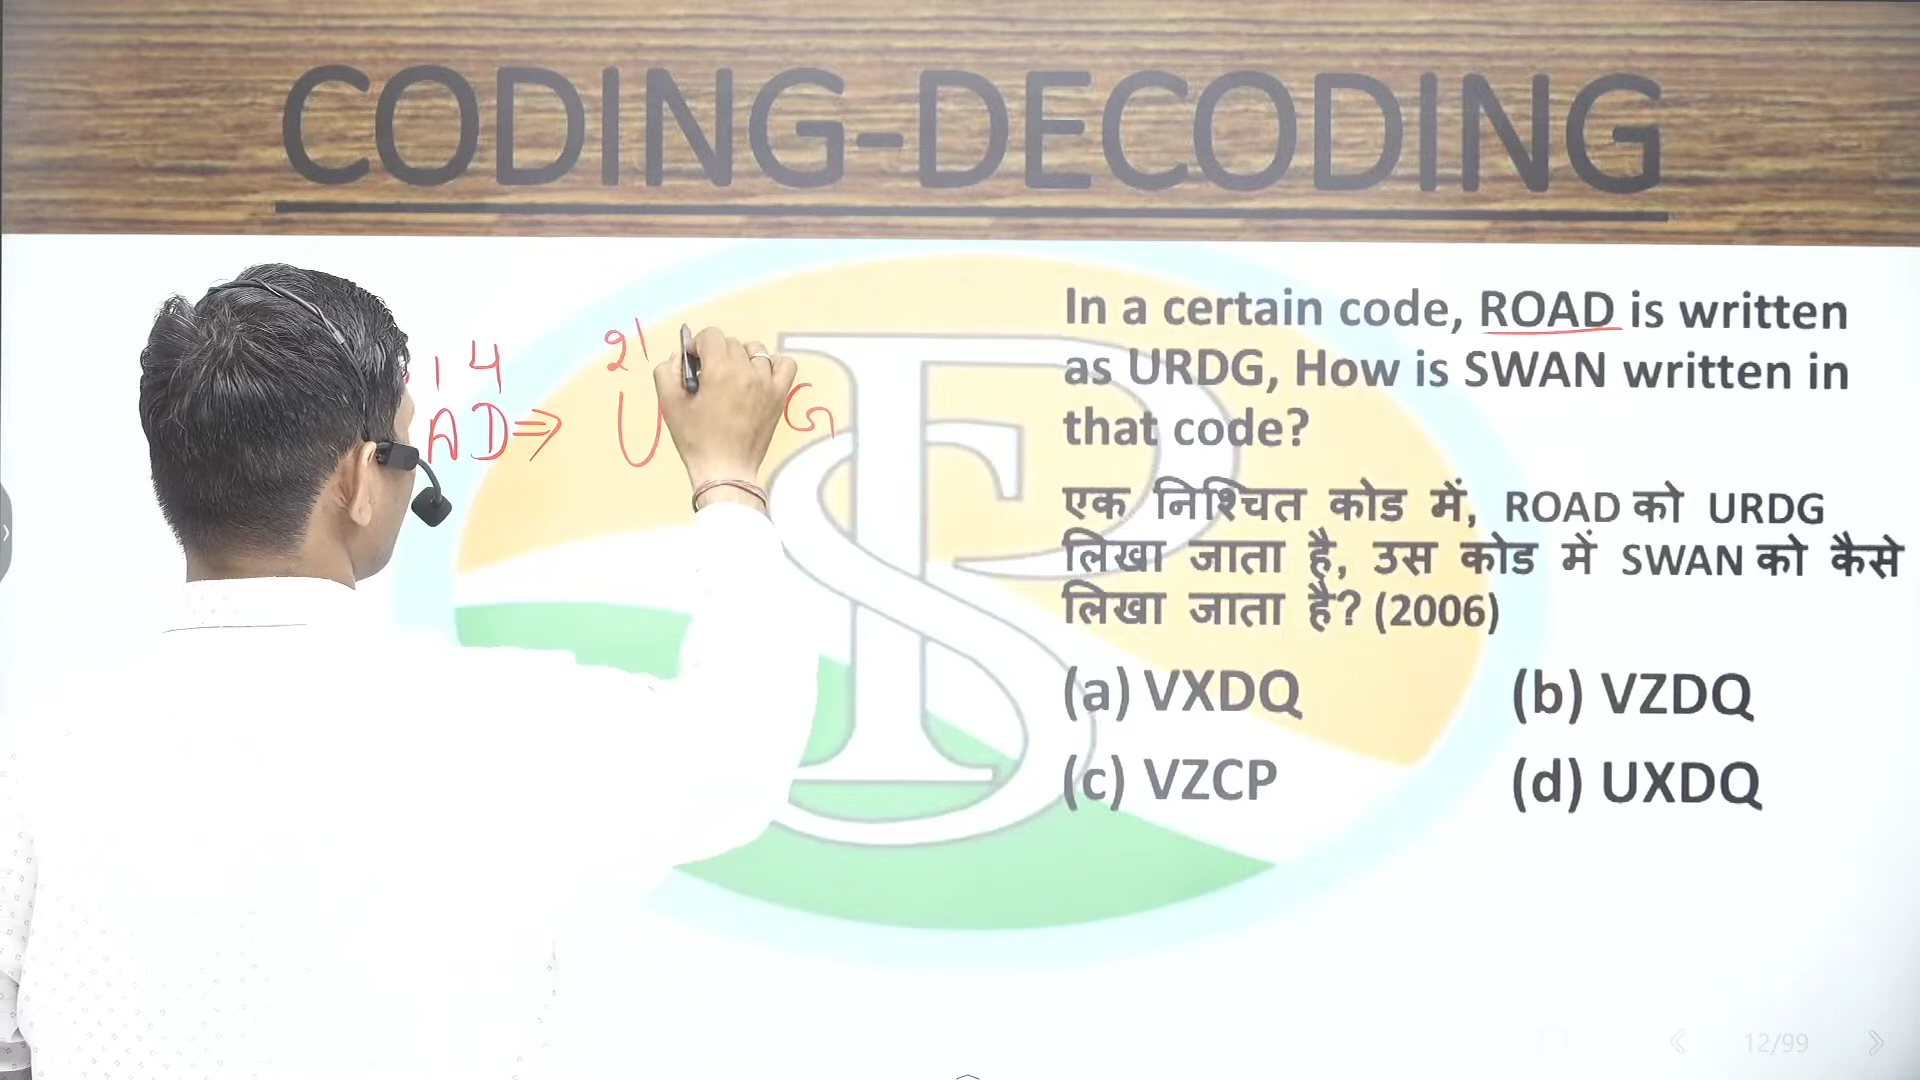 CODING-DECODING
1 4
21
A D ⇒ U G
In a certain code, ROAD is written
as URDG, How is SWAN written in
that code?
एक निश्चित कोड में, ROAD को URDG
लिखा जाता है, उस कोड में SWAN को कैसे
लिखा जाता है? (2006)
(a) VXDQ
(b) VZDQ
(c) VZCP
(d) UXDQ
12/99